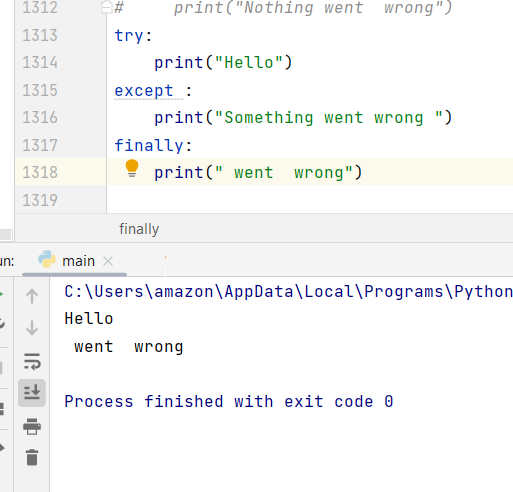 1312 #     print("Nothing went  wrong")
1313 try:
1314     print("Hello")
1315 except :
1316     print("Something went wrong ")
1317 finally:
1318     print(" went  wrong")
1319
finally
un: main
C:\Users\amazon\AppData\Local\Programs\Python
Hello
 went  wrong
Process finished with exit code 0